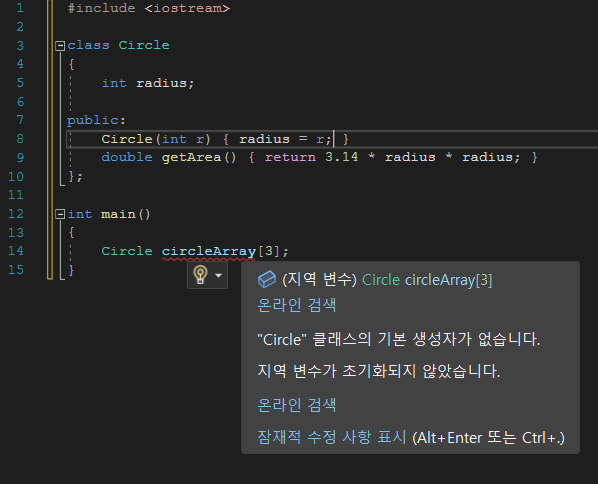 1 #include <iostream>
2
3 class Circle
4 {
5 int radius;
6
7 public:
8 Circle(int r) { radius = r; }
9 double getArea() { return 3.14 * radius * radius; }
10 };
11
12 int main()
13 {
14 Circle circleArray[3];
15 }
(지역 변수) Circle circleArray[3]
온라인 검색
"Circle" 클래스의 기본 생성자가 없습니다.
지역 변수가 초기화되지 않았습니다.
온라인 검색
잠재적 수정 사항 표시 (Alt+Enter 또는 Ctrl+.)